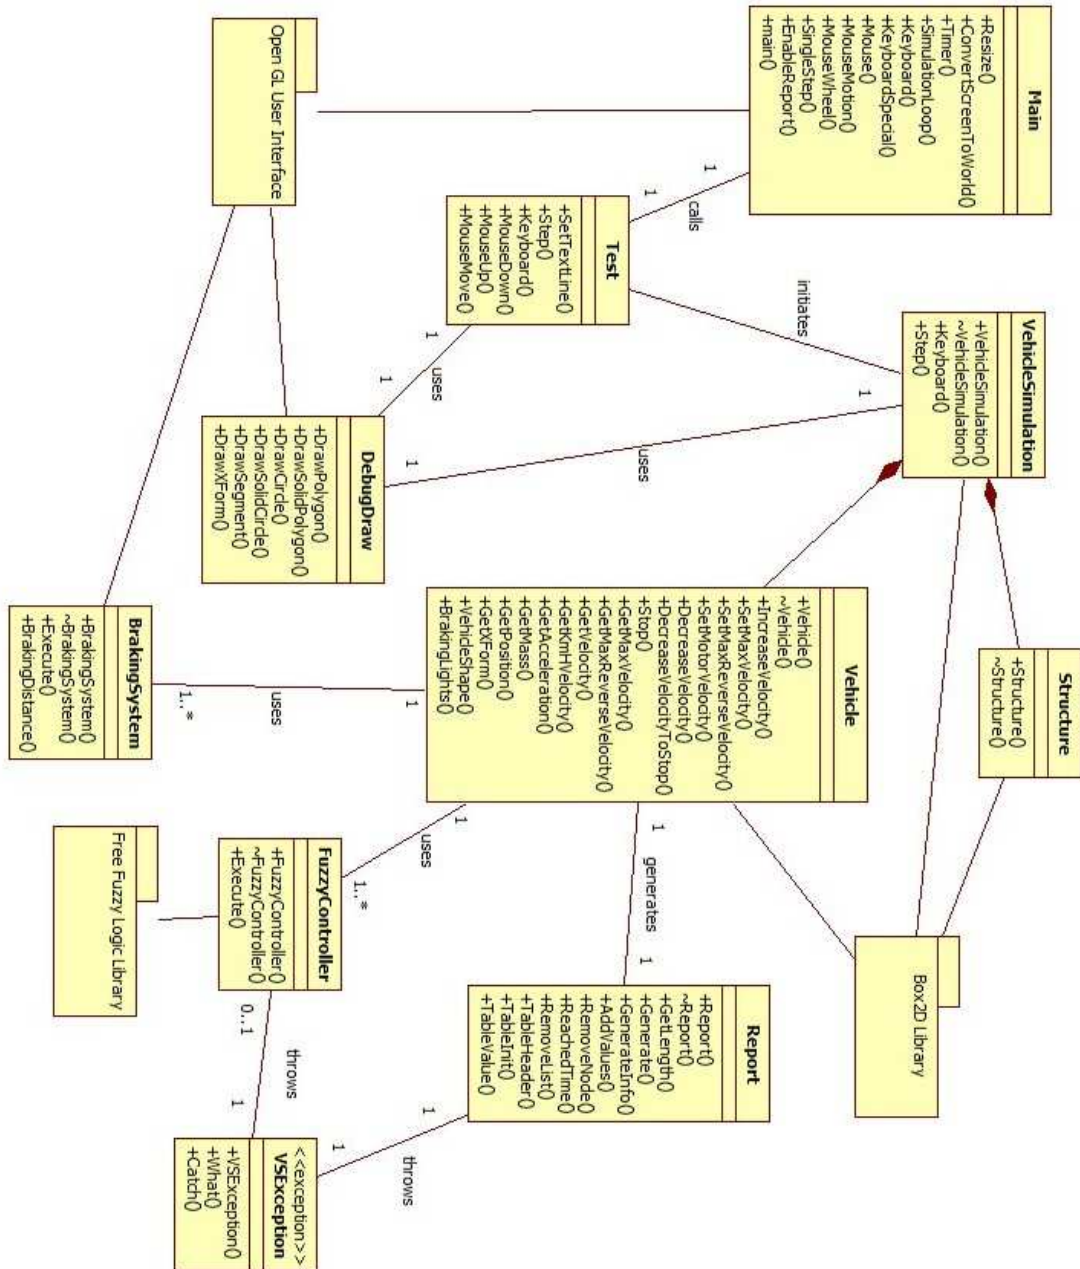 Main
+Resize()
+ConvertScreenToWorld()
+Timer()
+SimulationLoop()
+Keyboard()
+KeyboardSpecial()
+Mouse()
+MouseMotion()
+MouseWheel()
+SingleStep()
+EnableReport()
+main()
Open GL User Interface
1
calls
1
Test
+SetTextLine()
+Step()
+Keyboard()
+MouseDown()
+MouseUp()
+MouseMove()
initiates
VehicleSimulation
+VehicleSimulation()
~VehicleSimulation()
+Keyboard()
+Step()
1
uses
1
1
uses
1
DebugDraw
+DrawPolygon()
+DrawSolidPolygon()
+DrawCircle()
+DrawSolidCircle()
+DrawSegment()
+DrawXForm()
Structure
+Structure()
~Structure()
Vehicle
+Vehicle()
~Vehicle()
+IncreaseVelocity()
+SetMaxVelocity()
+SetMaxReverseVelocity()
+SetMotorVelocity()
+DecreaseVelocity()
+DecreaseVelocityToStop()
+Stop()
+GetMaxVelocity()
+GetMaxReverseVelocity()
+GetVelocity()
+GetKmHVelocity()
+GetAcceleration()
+GetMass()
+GetPosition()
+GetXForm()
+VehicleShape()
+BrakingLights()
1
uses
1..*
BrakingSystem
+BrakingSystem()
~BrakingSystem()
+Execute()
+BrakingDistance()
Box2D Library
1
generates
1
1
uses
1..*
FuzzyController
+FuzzyController()
~FuzzyController()
+Execute()
Free Fuzzy Logic Library
Report
+Report()
~Report()
+GetLength()
+Generate()
+GenerateInfo()
+AddValues()
+RemoveNode()
+ReachedTime()
+RemoveList()
+TableHeader()
+TableInit()
+TableValue()
0..1
throws
1
1
throws
1
<<exception>>
VSException
+VSException()
+What()
+Catch()